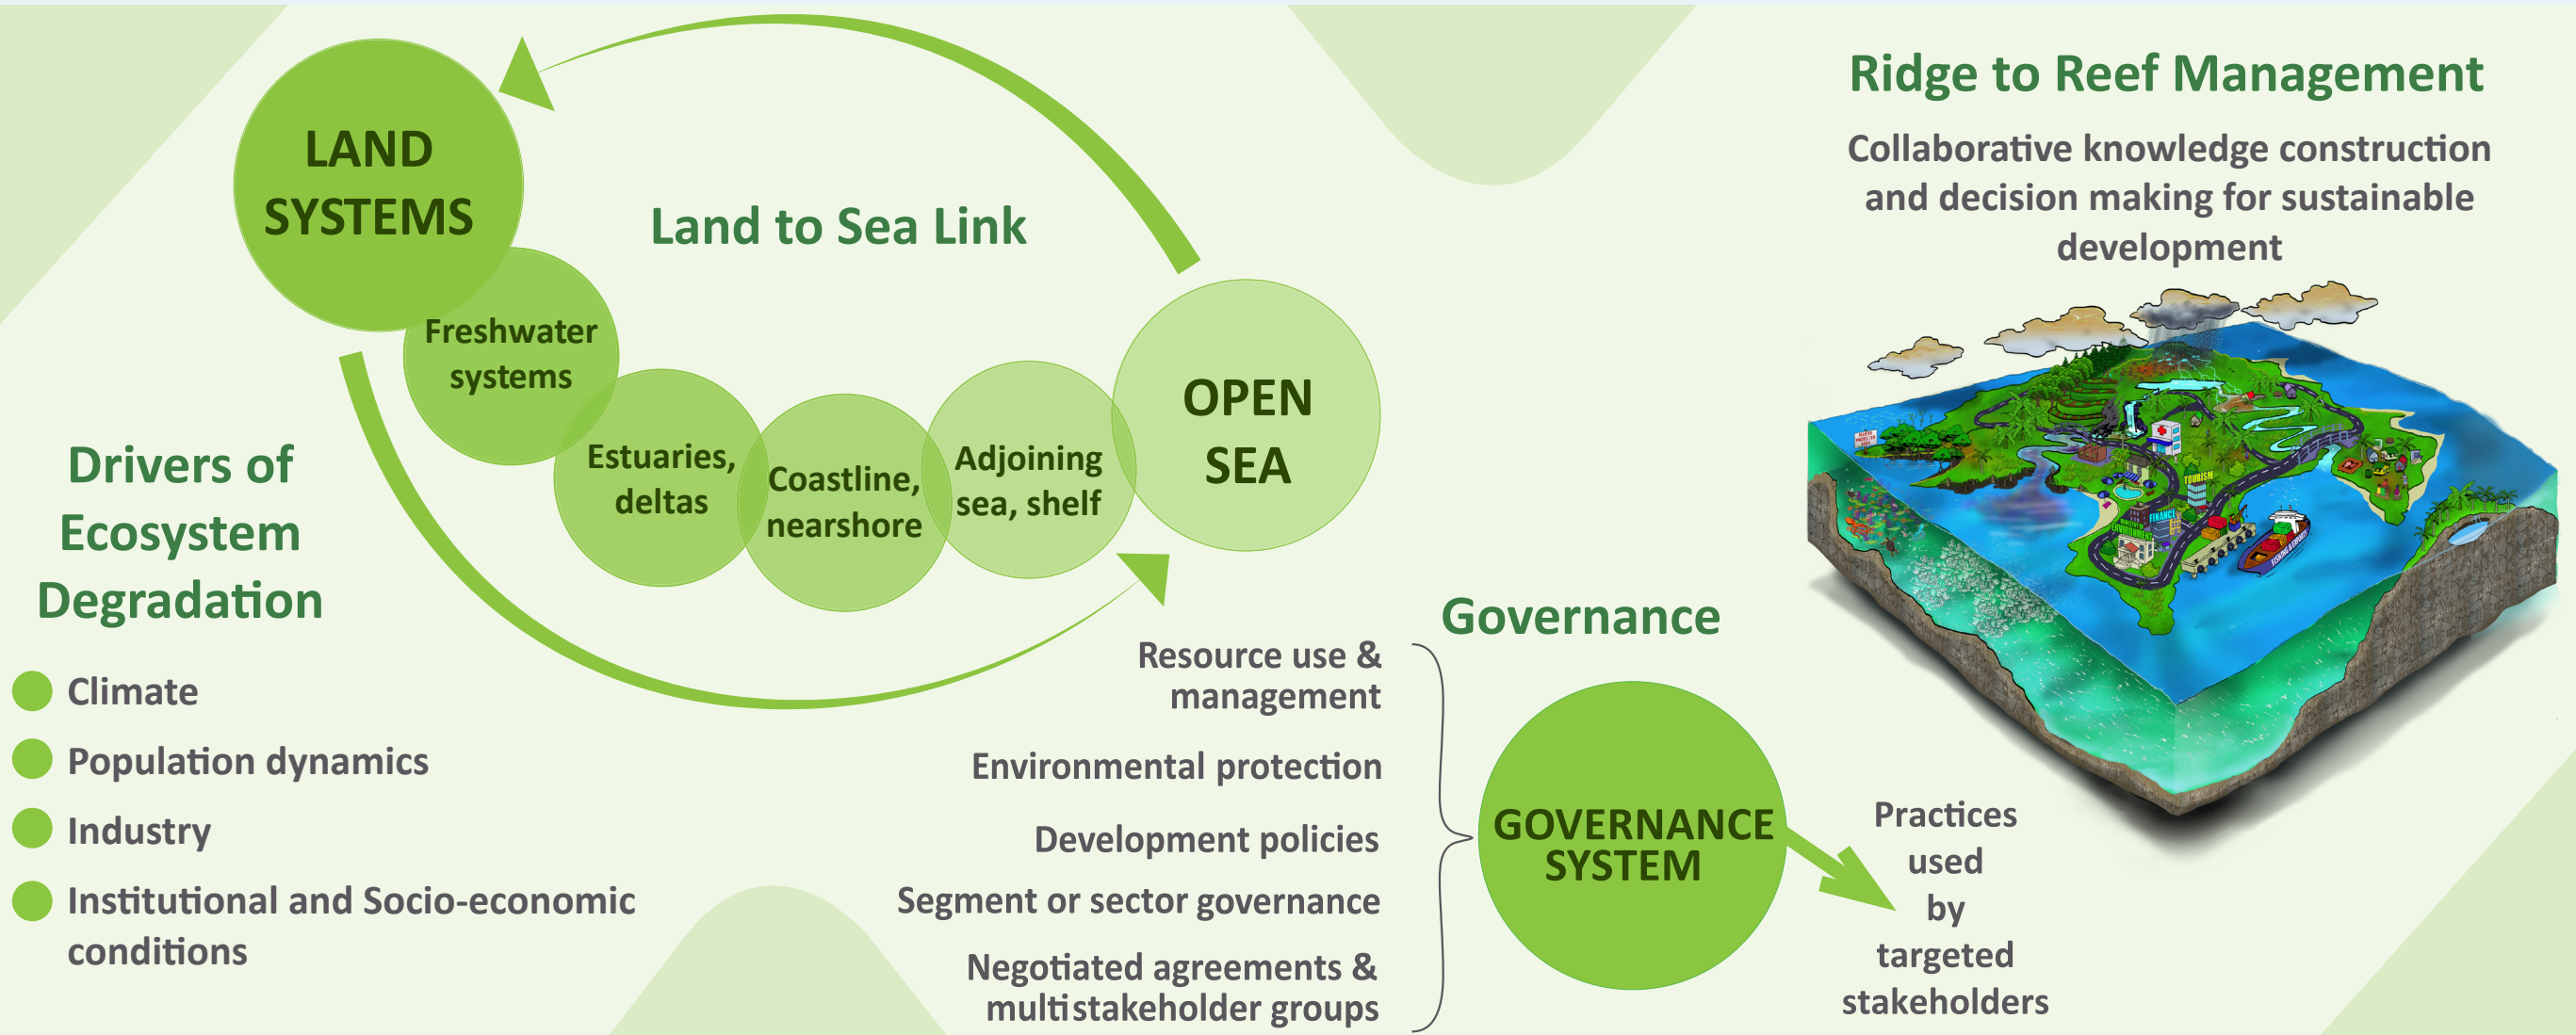 LAND
SYSTEMS
Land to Sea Link
Freshwater
systems
Estuaries,
deltas
Coastline,
nearshore
Adjoining
sea, shelf
OPEN
SEA
Drivers of
Ecosystem
Degradation
Climate
Population dynamics
Industry
Institutional and Socio-economic
conditions
Governance
Resource use &
management
Environmental protection
Development policies
Segment or sector governance
Negotiated agreements &
multistakeholder groups
GOVERNANCE
SYSTEM
Practices
used
by
targeted
stakeholders
Ridge to Reef Management
Collaborative knowledge construction
and decision making for sustainable
development
TOURISM
FINANCE
ENVIRONMENT